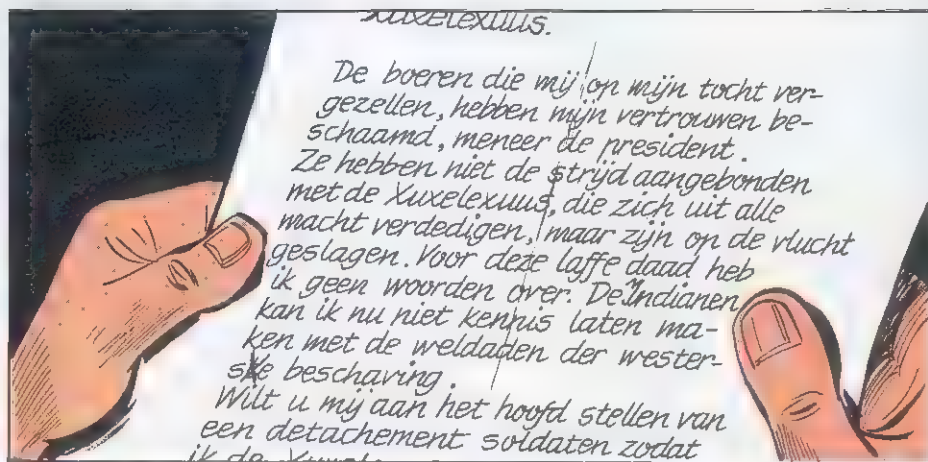 Xuxelexuus.
De boeren die mij op mijn tocht ver-
gezellen, hebben mijn vertrouwen be-
schaamd, meneer de president.
Ze hebben niet de strijd aangebonden
met de Xuxelexuus, die zich uit alle
macht verdedigen, maar zijn op de vlucht
geslagen. Voor deze laffe daad heb
ik geen woorden over. De Indianen
kan ik nu niet kennis laten ma-
ken met de weldaden der wester-
ske beschaving.
Wilt u mij aan het hoofd stellen van
een detachement soldaten zodat
ik de